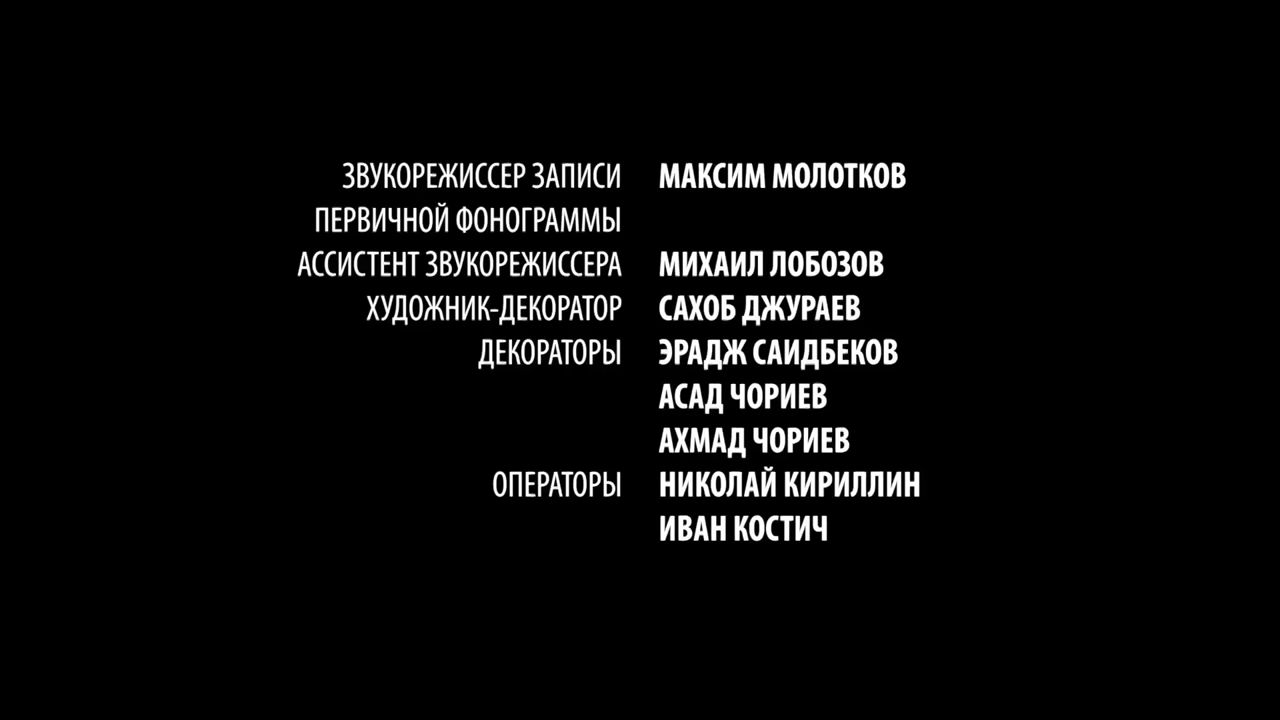 ЗВУКОРЕЖИССЕР ЗАПИСИ МАКСИМ МОЛОТКОВ
ПЕРВИЧНОЙ ФОНОГРАММЫ
АССИСТЕНТ ЗВУКОРЕЖИССЕРА МИХАИЛ ЛОБОЗОВ
ХУДОЖНИК-ДЕКОРАТОР САХОБ ДЖУРАЕВ
ДЕКОРАТОРЫ ЭРАДЖ САИДБЕКОВ
АСАД ЧОРИЕВ
АХМАД ЧОРИЕВ
ОПЕРАТОРЫ НИКОЛАЙ КИРИЛЛИН
ИВАН КОСТИЧ